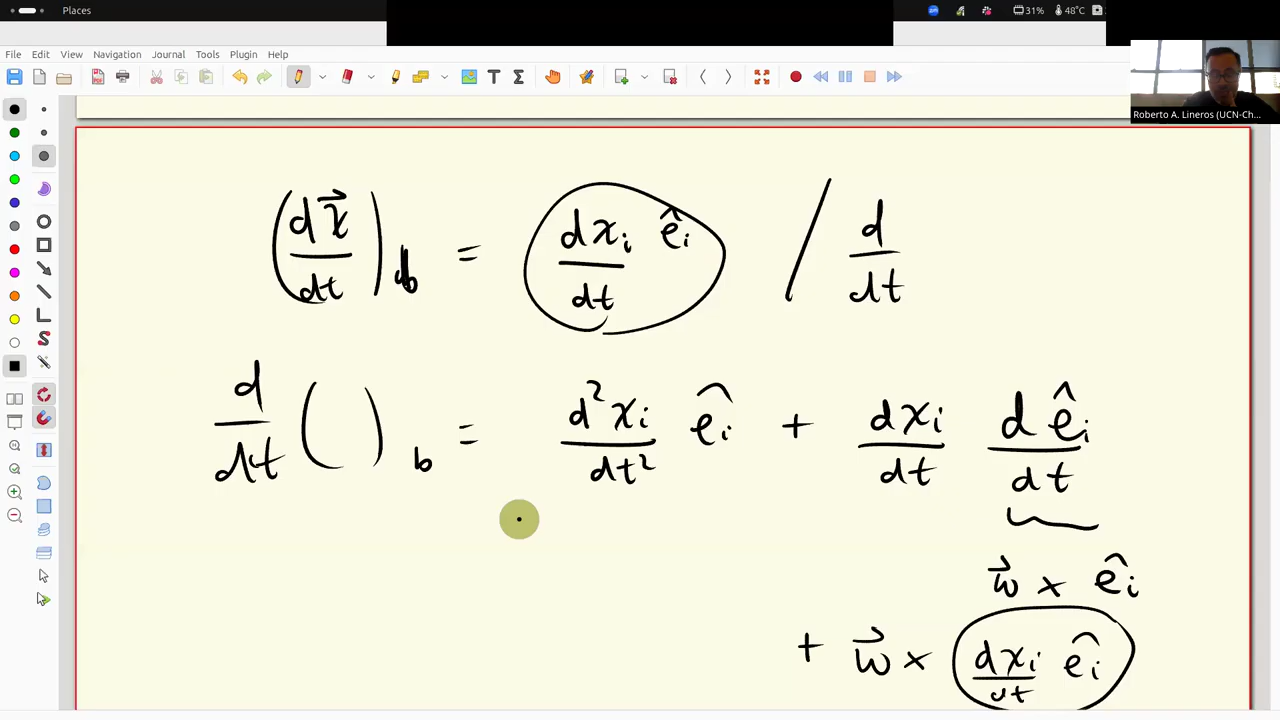 Places
31% 48°C
File Edit View Navigation Journal Tools Plugin Help
Roberto A. Lineros (UCN-Ch...
(dx⃗/dt)_b = dx_i/dt ê_i / d/dt
d/dt ( )_b = d²x_i/dt² ê_i + dx_i/dt dê_i/dt
w⃗ × ê_i
+ w⃗ × dx_i/dt ê_i